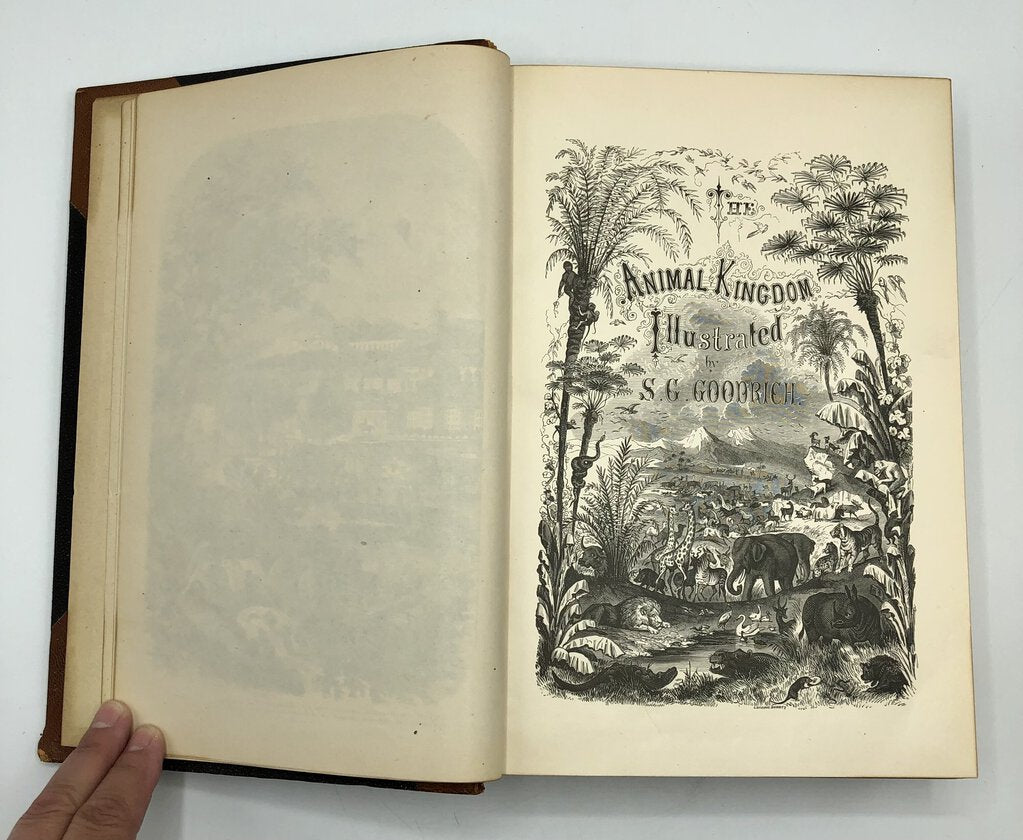 THE
ANIMAL KINGDOM
Illustrated
by
S. G. GOODRICH.